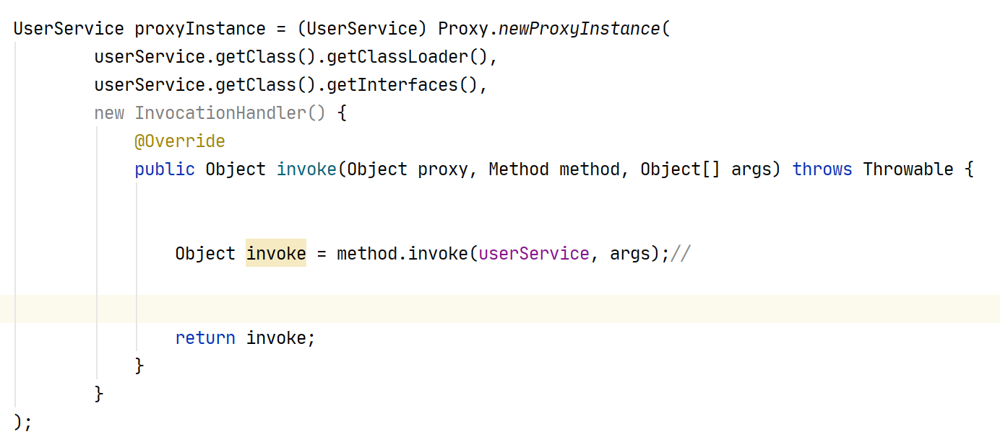 UserService proxyInstance = (UserService) Proxy.newProxyInstance(
userService.getClass().getClassLoader(),
userService.getClass().getInterfaces(),
new InvocationHandler() {
@Override
public Object invoke(Object proxy, Method method, Object[] args) throws Throwable {
Object invoke = method.invoke(userService, args);//
return invoke;
}
}
);